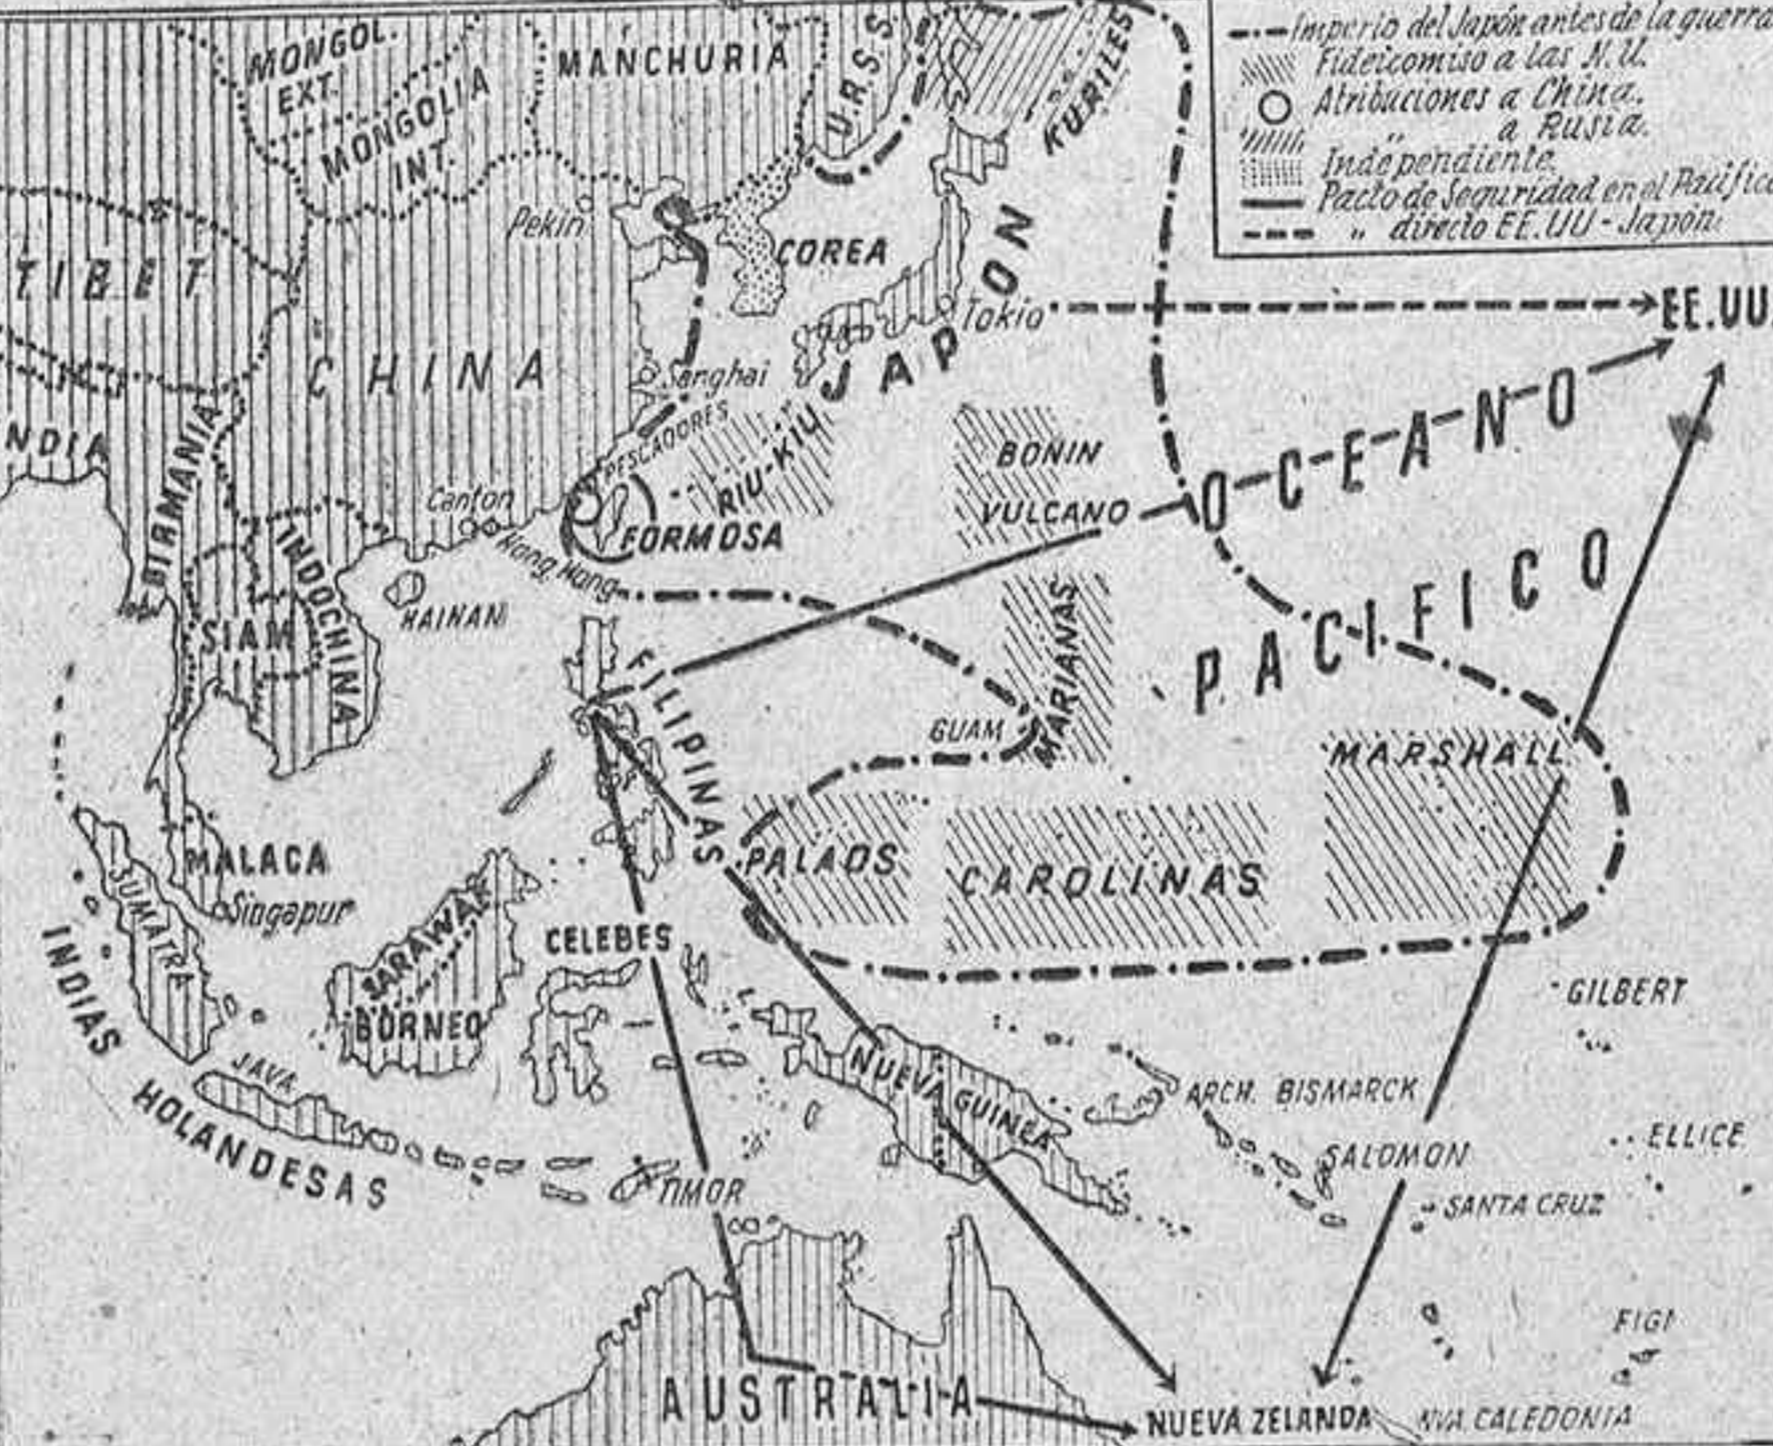 Imperio del Japón antes de la guerra
Fideicomiso a las N.U.
Atribuciones a China.
" a Rusia.
Independiente.
Pacto de Seguridad en el Pacífico
" directo EE.UU-Japón.
MONGOL.
EXT.
MONGOLIA
INT.
MANCHURIA
U.R.S.S
KURILES
Pekin
COREA
JAPON
Tokio
EE.UU.
TIBET
CHINA
Sanghai
NDIA
BIRMANIA
PESCADORES
RIU-KIU
BONIN
VULCANO
OCEANO
PACIFICO
Canton
Hong Hong
FORMOSA
HAINAN
SIAM
INDOCHINA
FILIPINAS
MARIANAS
GUAM
MARSHALL
PALAOS
CAROLINAS
MALACA
Singapur
SUMATRA
SARAWAK
BORNEO
CELEBES
INDIAS
HOLANDESAS
JAVA
TIMOR
NUEVA GUINEA
ARCH. BISMARCK
GILBERT
SALOMON
ELLICE
SANTA CRUZ
FIGI
AUSTRALIA
NUEVA ZELANDA
NVA. CALEDONIA